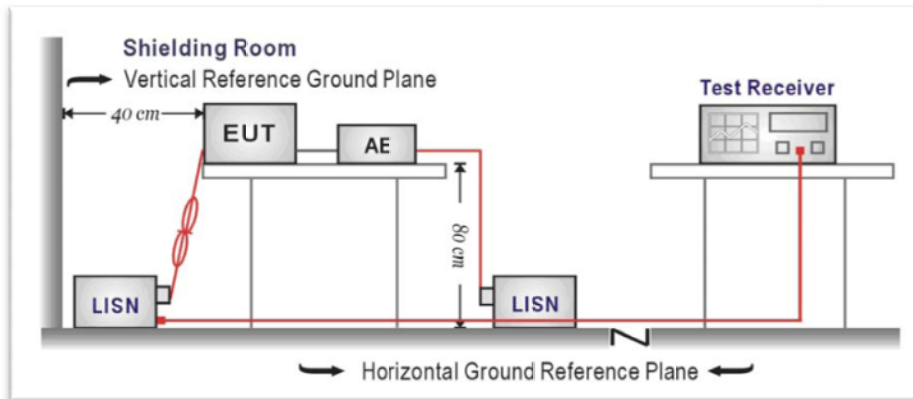 Shielding Room
Vertical Reference Ground Plane
40 cm
EUT
AE
Test Receiver
80 cm
LISN
LISN
Horizontal Ground Reference Plane